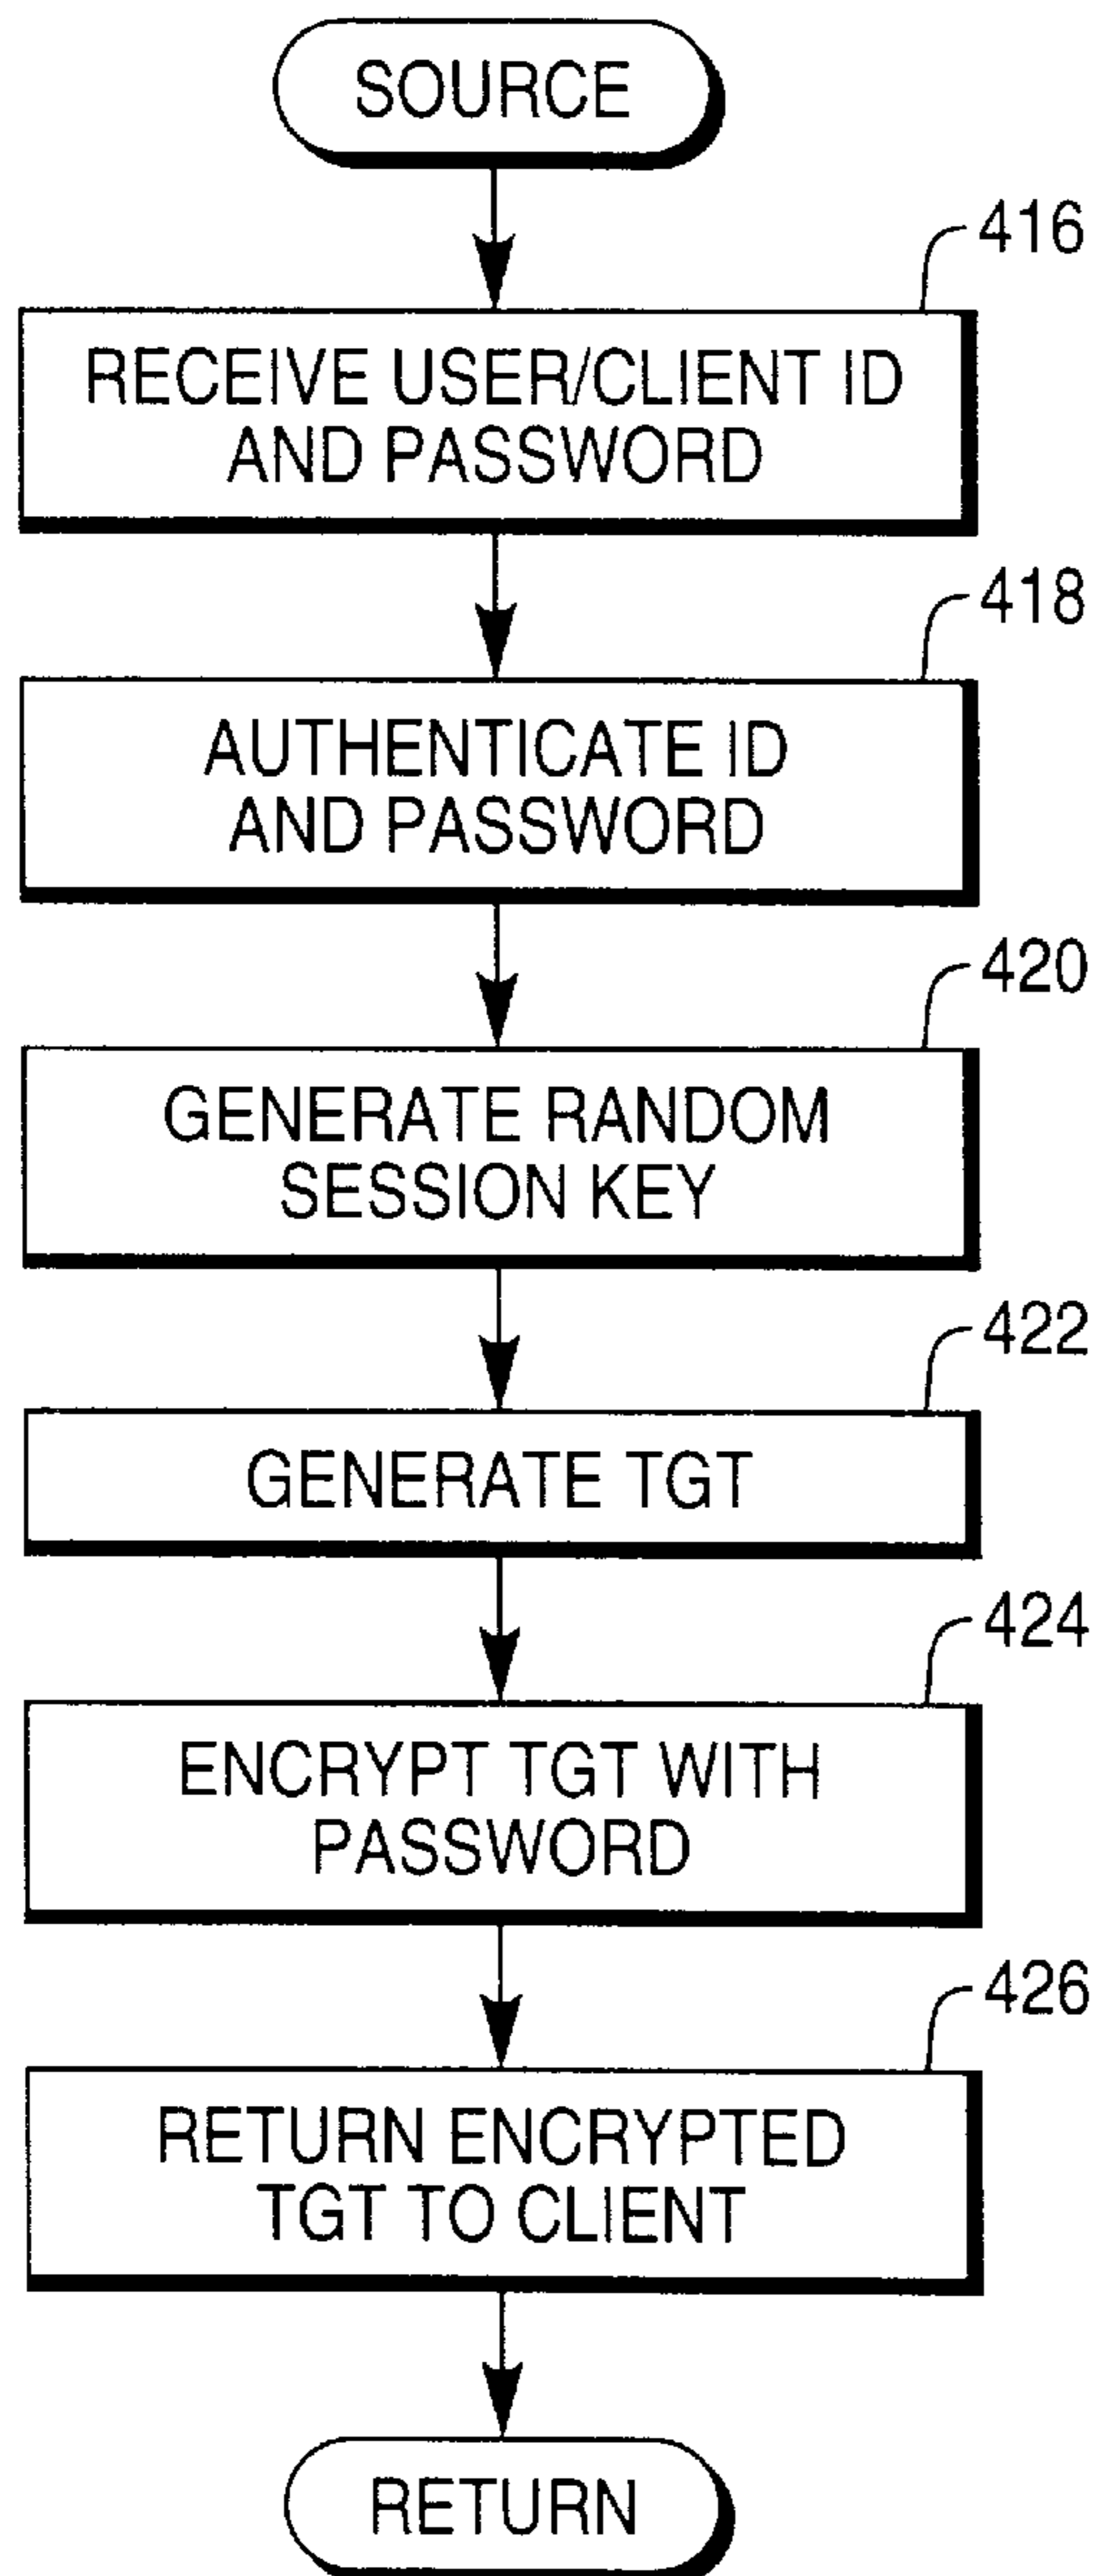 SOURCE
416
RECEIVE USER/CLIENT ID
AND PASSWORD
418
AUTHENTICATE ID
AND PASSWORD
420
GENERATE RANDOM
SESSION KEY
422
GENERATE TGT
424
ENCRYPT TGT WITH
PASSWORD
426
RETURN ENCRYPTED
TGT TO CLIENT
RETURN